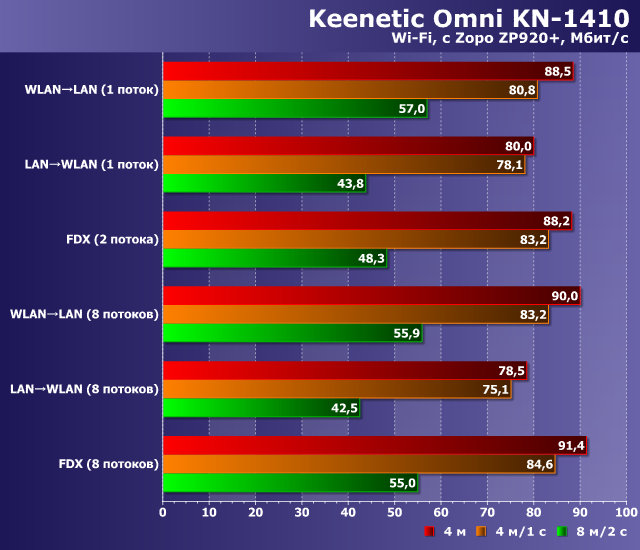 Keenetic Omni KN-1410
Wi-Fi, с Zopo ZP920+, Мбит/с
WLAN→LAN (1 поток)
88,5
80,8
57,0
LAN→WLAN (1 поток)
80,0
78,1
43,8
FDX (2 потока)
88,2
83,2
48,3
WLAN→LAN (8 потоков)
90,0
83,2
55,9
LAN→WLAN (8 потоков)
78,5
75,1
42,5
FDX (8 потоков)
91,4
84,6
55,0
0 10 20 30 40 50 60 70 80 90 100
4 м 4 м/1 с 8 м/2 с